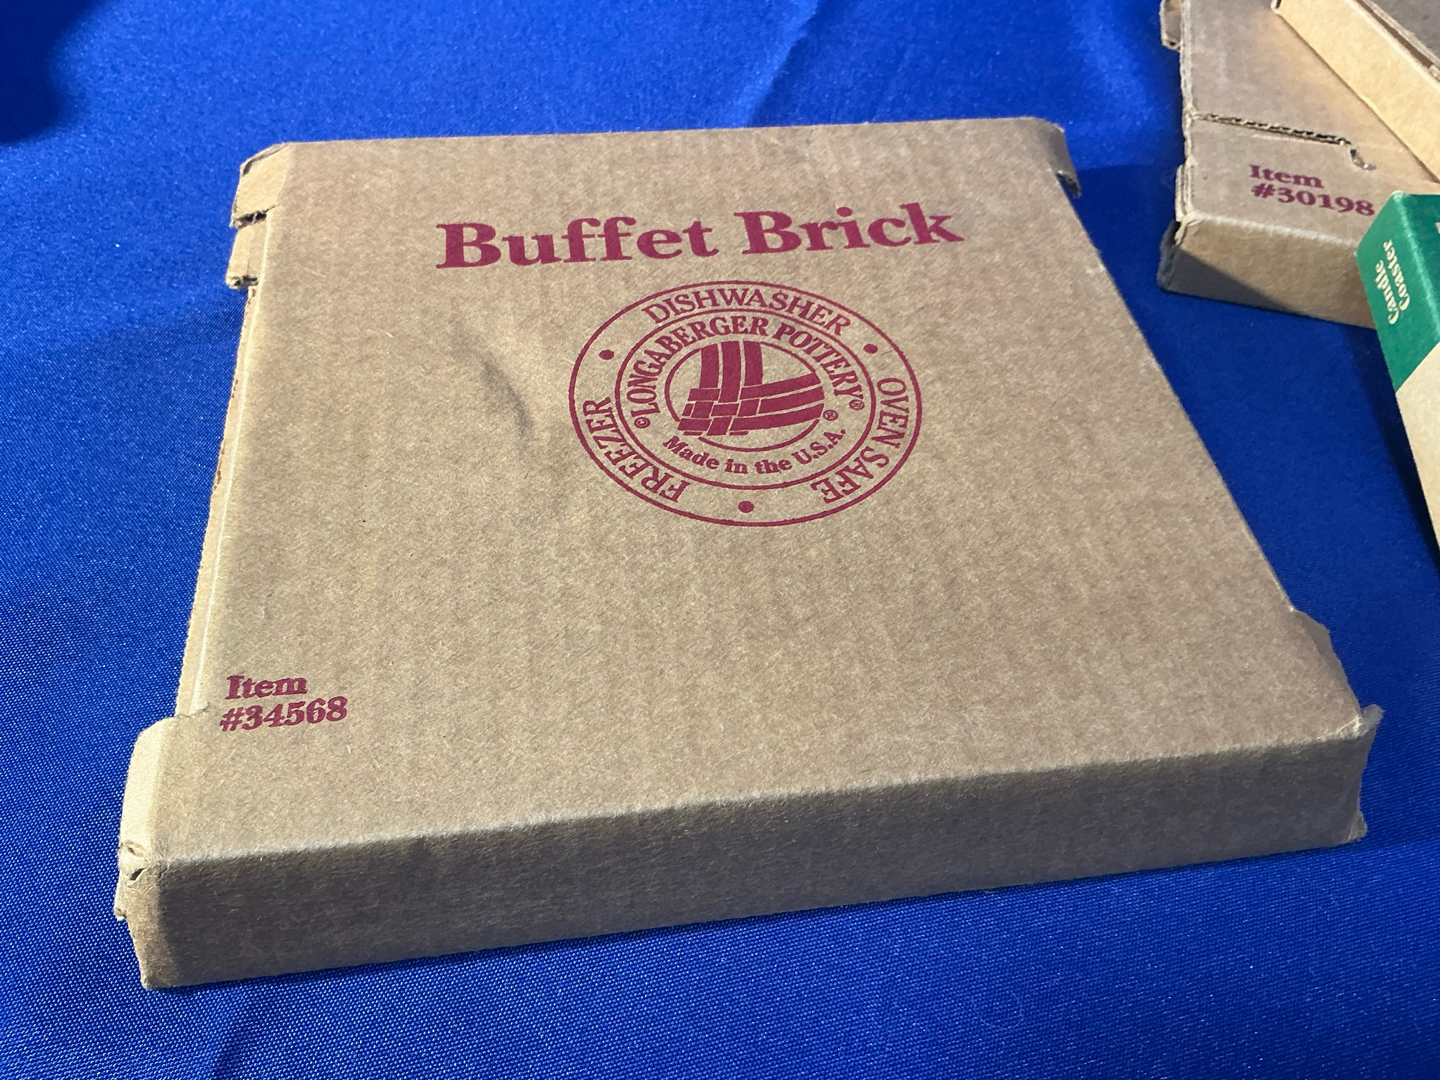 Buffet Brick
DISHWASHER • OVEN SAFE • FREEZER •
© LONGABERGER POTTERY®
®
Made in the U.S.A.
Item
#34568
Item
#30198
Candle
Coaster